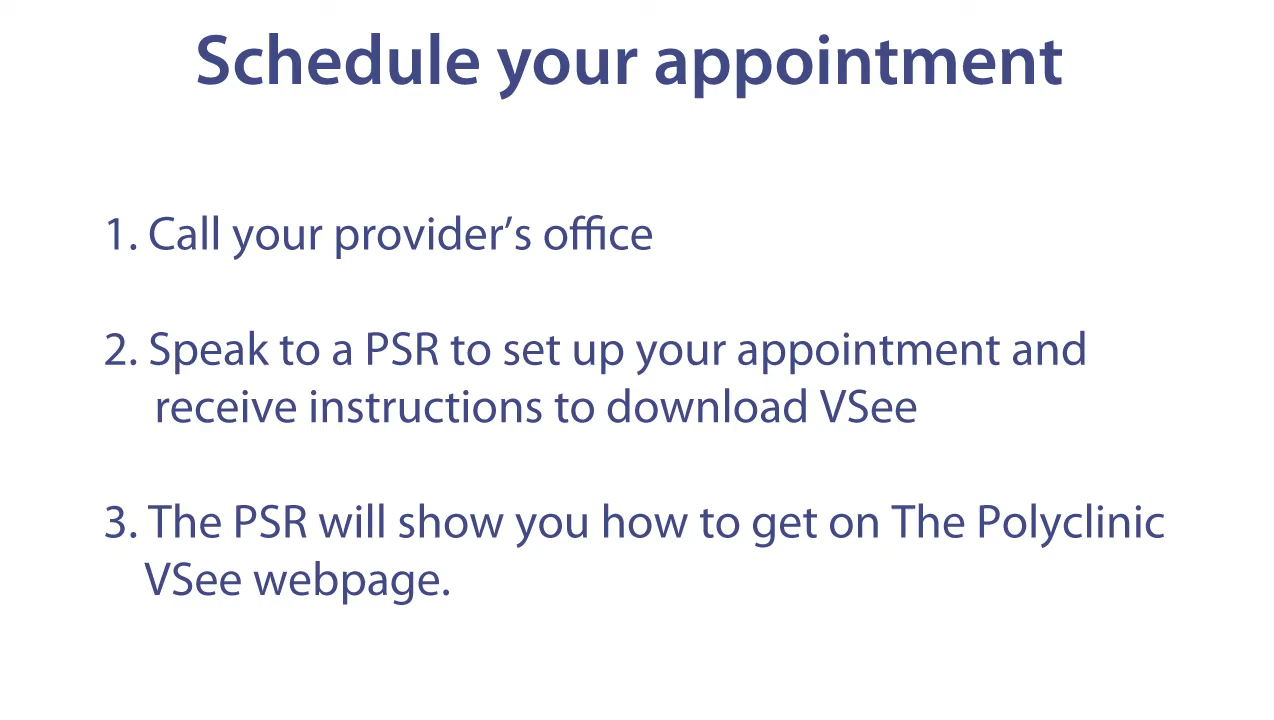 Schedule your appointment
1. Call your provider’s office
2. Speak to a PSR to set up your appointment and
receive instructions to download VSee
3. The PSR will show you how to get on The Polyclinic
VSee webpage.